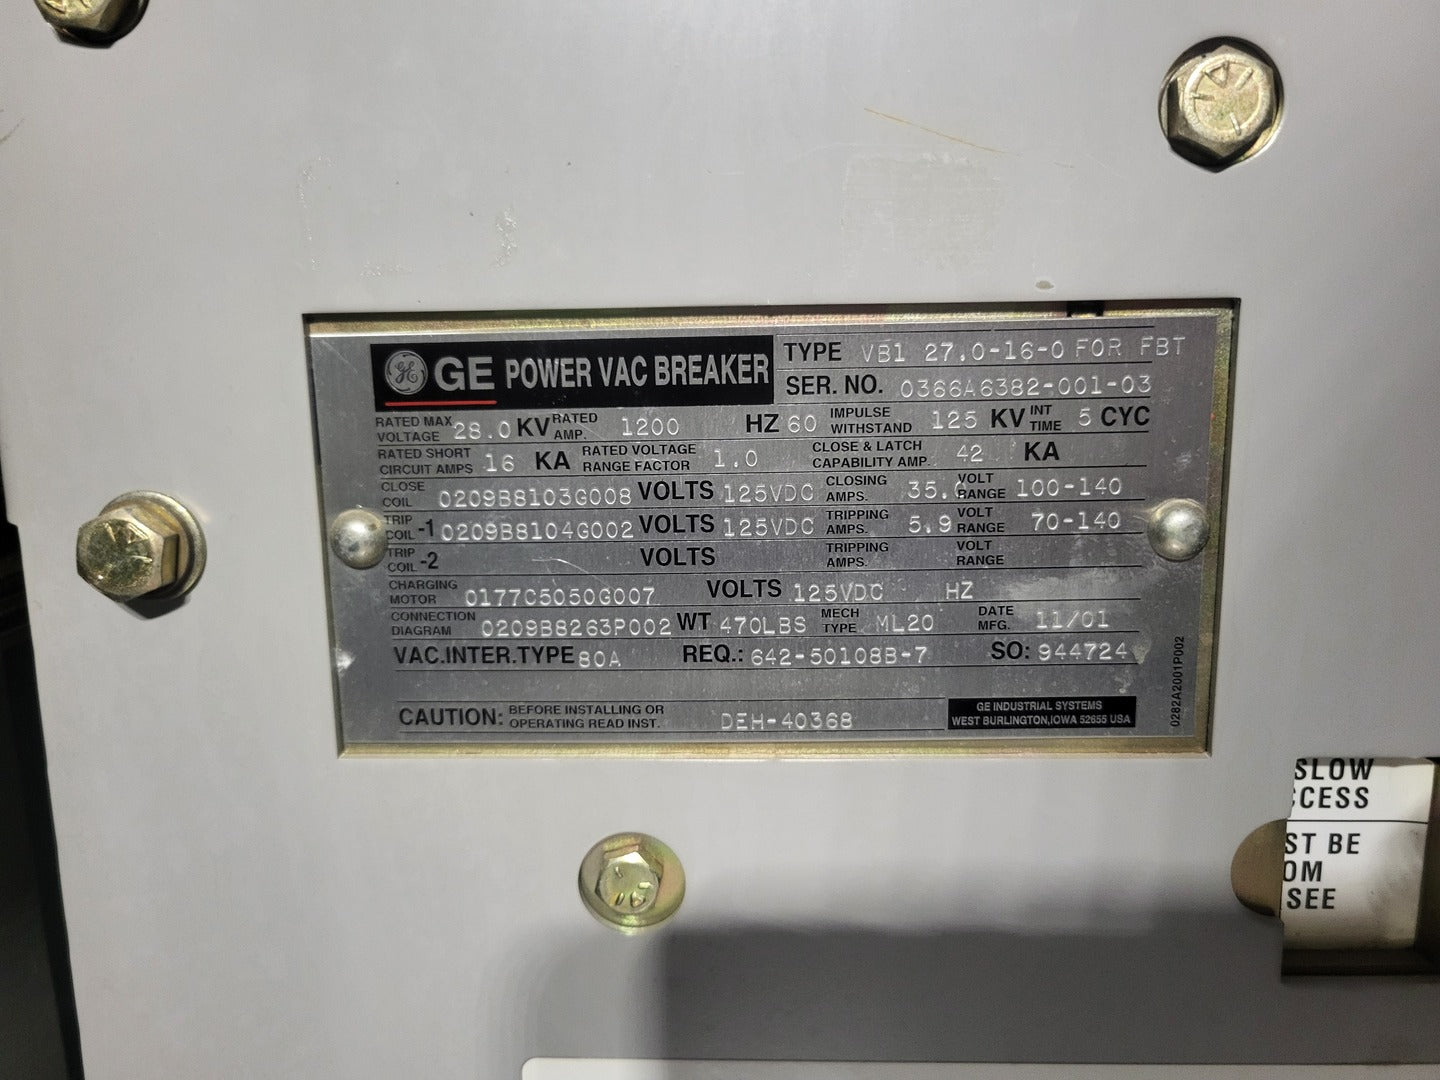 GE POWER VAC BREAKER
TYPE VB1 27.0-16-0 FOR FBT
SER. NO. 0366A6382-001-03
RATED MAX VOLTAGE 28.0 KV RATED AMP. 1200 HZ 60 IMPULSE WITHSTAND 125 KV INT TIME 5 CYC
RATED SHORT CIRCUIT AMPS 16 KA RATED VOLTAGE RANGE FACTOR 1.0 CLOSE & LATCH CAPABILITY AMP. 42 KA
CLOSE COIL 0209B8103G008 VOLTS 125VDC CLOSING AMPS. 35.0 VOLT RANGE 100-140
TRIP COIL -1 0209B8104G002 VOLTS 125VDC TRIPPING AMPS. 5.9 VOLT RANGE 70-140
TRIP COIL -2 VOLTS TRIPPING AMPS. VOLT RANGE
CHARGING MOTOR 0177C5050G007 VOLTS 125VDC HZ
CONNECTION DIAGRAM 0209B8263P002 WT 470LBS MECH TYPE ML20 DATE MFG. 11/01
VAC.INTER.TYPE 80A REQ.: 642-50108B-7 SO: 944724
CAUTION: BEFORE INSTALLING OR OPERATING READ INST. DEH-40368
GE INDUSTRIAL SYSTEMS
WEST BURLINGTON, IOWA 52655 USA
0282A2001P002
SLOW
CCESS
ST BE
OM
SEE